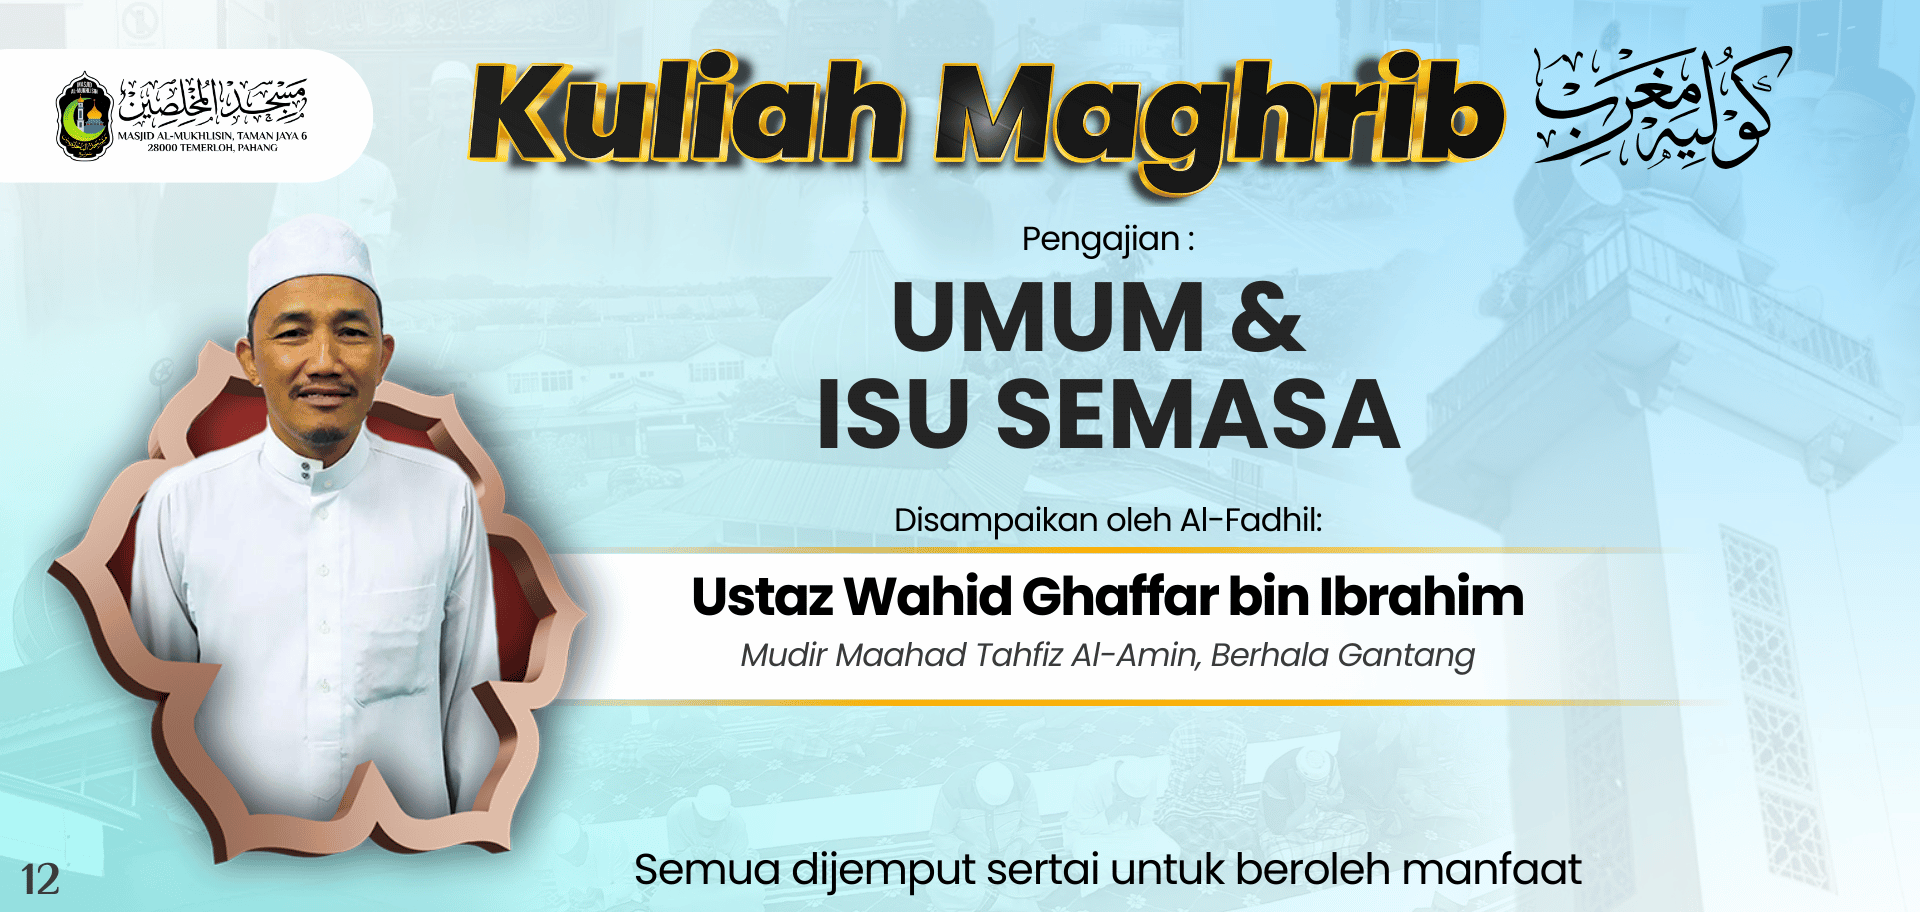 مسجد المخلصين
MASJID AL-MUKHLISIN, TAMAN JAYA 6
28000 TEMERLOH, PAHANG
Kuliah Maghrib
كوليه مغرب
Pengajian :
UMUM &
ISU SEMASA
Disampaikan oleh Al-Fadhil:
Ustaz Wahid Ghaffar bin Ibrahim
Mudir Maahad Tahfiz Al-Amin, Berhala Gantang
Semua dijemput sertai untuk beroleh manfaat
12